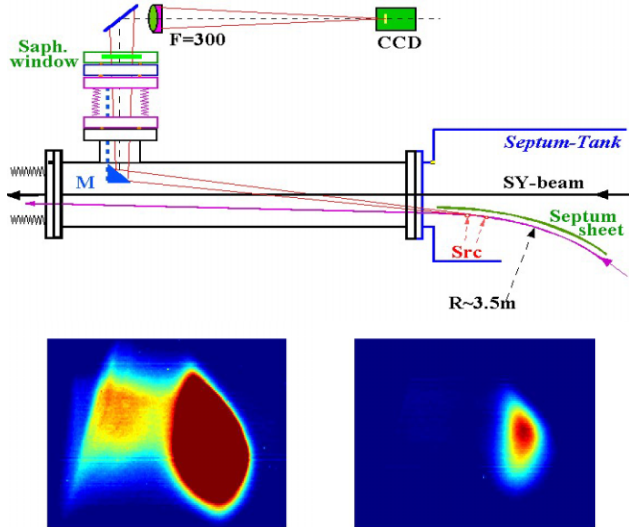 Saph.
window
F=300
CCD
Septum-Tank
M
SY-beam
Septum
sheet
Src
R~3.5m